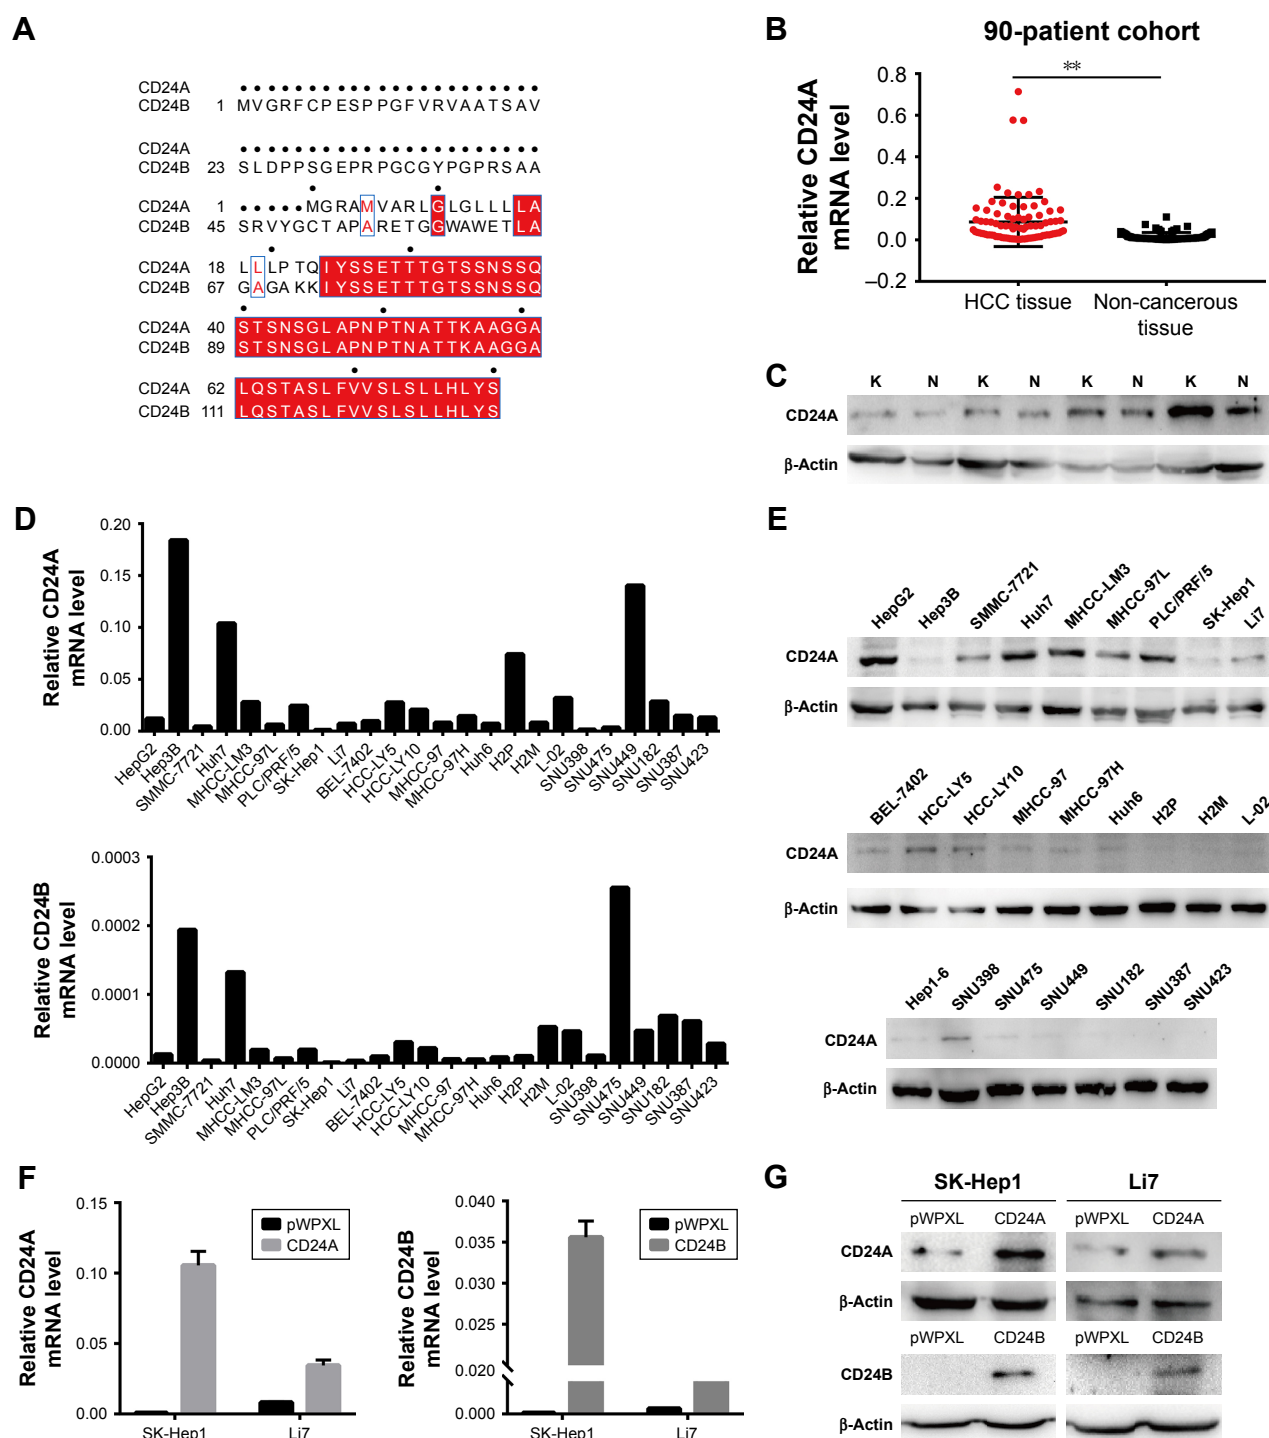 A
CD24A
CD24B 1 MVGRFCPESPPGFVRVAATSAV
CD24A
CD24B 23 SLDPPSGEPRPGCGYPGPRSAA
CD24A 1 •••••MGRAMVARLGLGLLLLA
CD24B 45 SRVYGCTAPARETGGWAWETLA
CD24A 18 LLLPTQIYSSETTTGTSSNSSQ
CD24B 67 GAGAKKIYSSETTTGTSSNSSQ
CD24A 40 STSNSGLAPNPTNATTKAAGGA
CD24B 89 STSNSGLAPNPTNATTKAAGGA
CD24A 62 LQSTASLFVVSLSLLHLYS
CD24B 111 LQSTASLFVVSLSLLHLYS
B
90-patient cohort
Relative CD24A
mRNA level
0.8
0.6
0.4
0.2
0.0
–0.2
**
HCC tissue
Non-cancerous
tissue
C
K N K N K N K N
CD24A
β-Actin
D
Relative CD24A
mRNA level
0.20
0.15
0.10
0.05
0.00
HepG2
Hep3B
SMMC-7721
Huh7
MHCC-LM3
MHCC-97L
PLC/PRF/5
SK-Hep1
Li7
BEL-7402
HCC-LY5
HCC-LY10
MHCC-97
MHCC-97H
Huh6
H2P
H2M
L-02
SNU398
SNU475
SNU449
SNU182
SNU387
SNU423
Relative CD24B
mRNA level
0.0003
0.0002
0.0001
0.0000
HepG2
Hep3B
SMMC-7721
Huh7
MHCC-LM3
MHCC-97L
PLC/PRF/5
SK-Hep1
Li7
BEL-7402
HCC-LY5
HCC-LY10
MHCC-97
MHCC-97H
Huh6
H2P
H2M
L-02
SNU398
SNU475
SNU449
SNU182
SNU387
SNU423
E
HepG2
Hep3B
SMMC-7721
Huh7
MHCC-LM3
MHCC-97L
PLC/PRF/5
SK-Hep1
Li7
CD24A
β-Actin
BEL-7402
HCC-LY5
HCC-LY10
MHCC-97
MHCC-97H
Huh6
H2P
H2M
L-02
CD24A
β-Actin
Hep1-6
SNU398
SNU475
SNU449
SNU182
SNU387
SNU423
CD24A
β-Actin
F
Relative CD24A
mRNA level
0.15
0.10
0.05
0.00
pWPXL
CD24A
SK-Hep1
Li7
Relative CD24B
mRNA level
0.040
0.035
0.030
0.025
0.020
0.000
pWPXL
CD24B
SK-Hep1
Li7
G
SK-Hep1 Li7
pWPXL CD24A pWPXL CD24A
CD24A
β-Actin
pWPXL CD24B pWPXL CD24B
CD24B
β-Actin